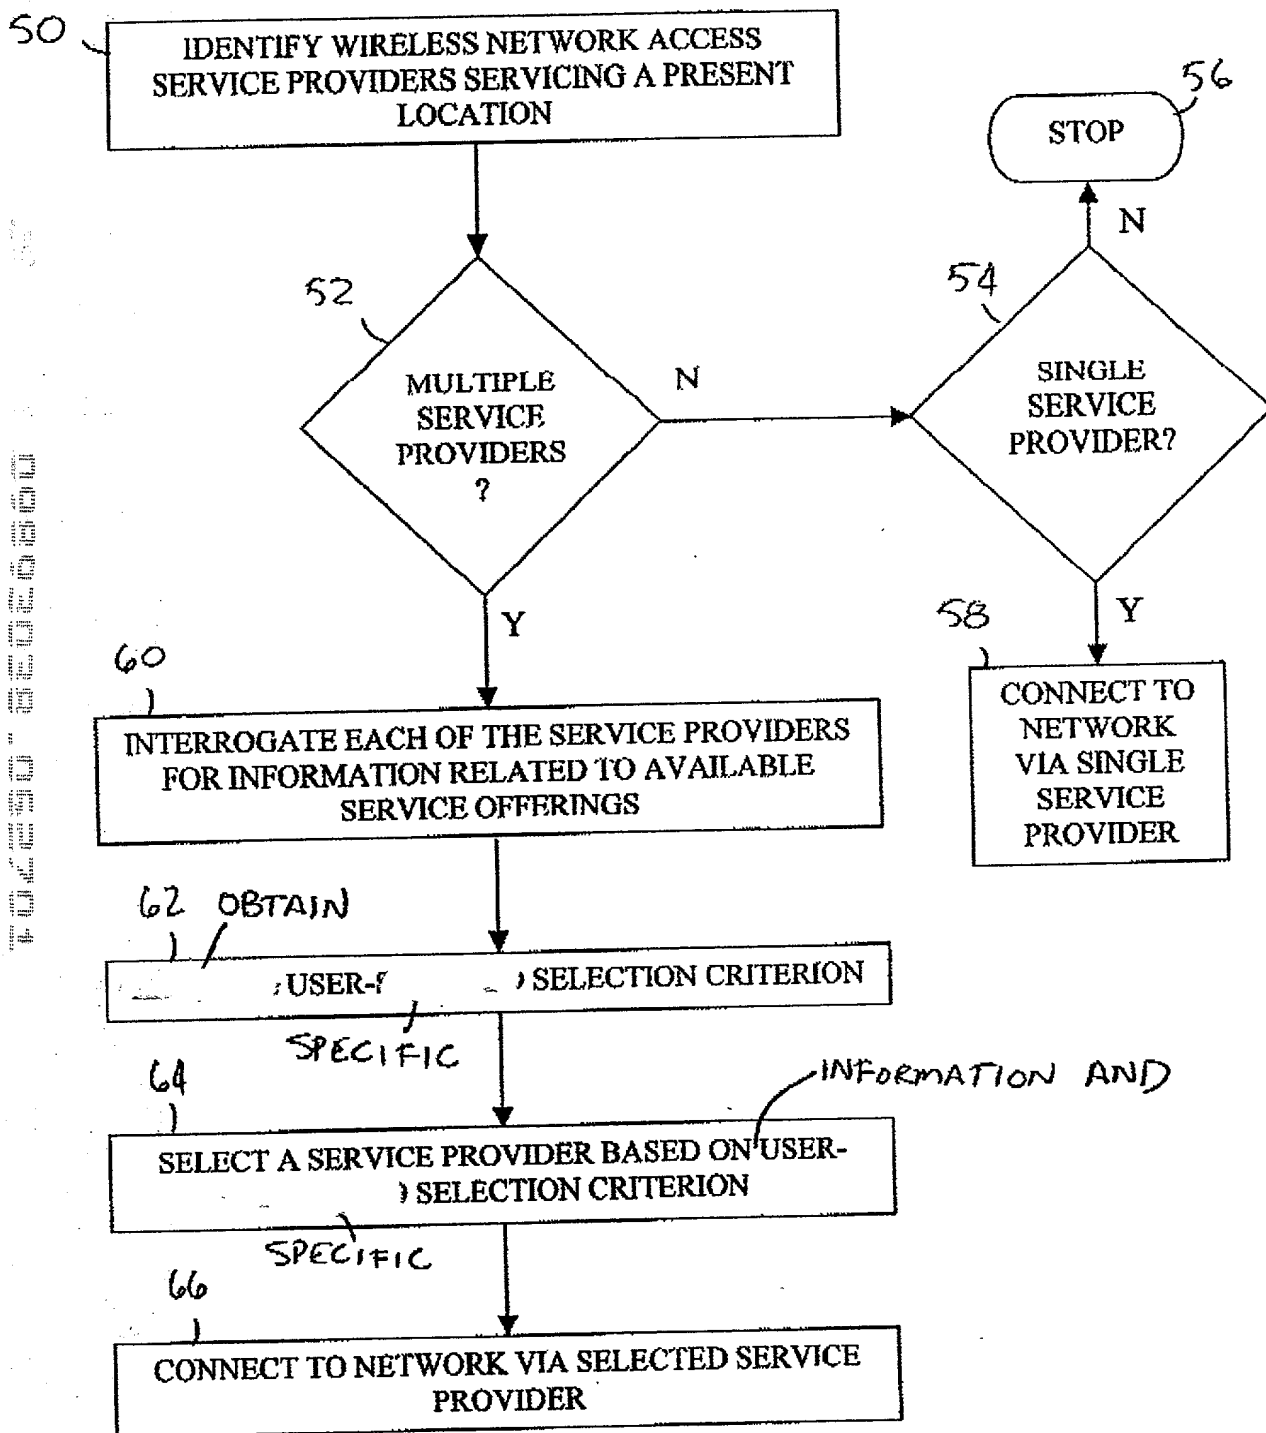 50
IDENTIFY WIRELESS NETWORK ACCESS
SERVICE PROVIDERS SERVICING A PRESENT
LOCATION
56
STOP
N
52
MULTIPLE
SERVICE
PROVIDERS
?
N
54
SINGLE
SERVICE
PROVIDER?
Y
Y
58
CONNECT TO
NETWORK
VIA SINGLE
SERVICE
PROVIDER
60
INTERROGATE EACH OF THE SERVICE PROVIDERS
FOR INFORMATION RELATED TO AVAILABLE
SERVICE OFFERINGS
62 OBTAIN
USER- SELECTION CRITERION
SPECIFIC
64
INFORMATION AND
SELECT A SERVICE PROVIDER BASED ON USER-
SELECTION CRITERION
SPECIFIC
66
CONNECT TO NETWORK VIA SELECTED SERVICE
PROVIDER